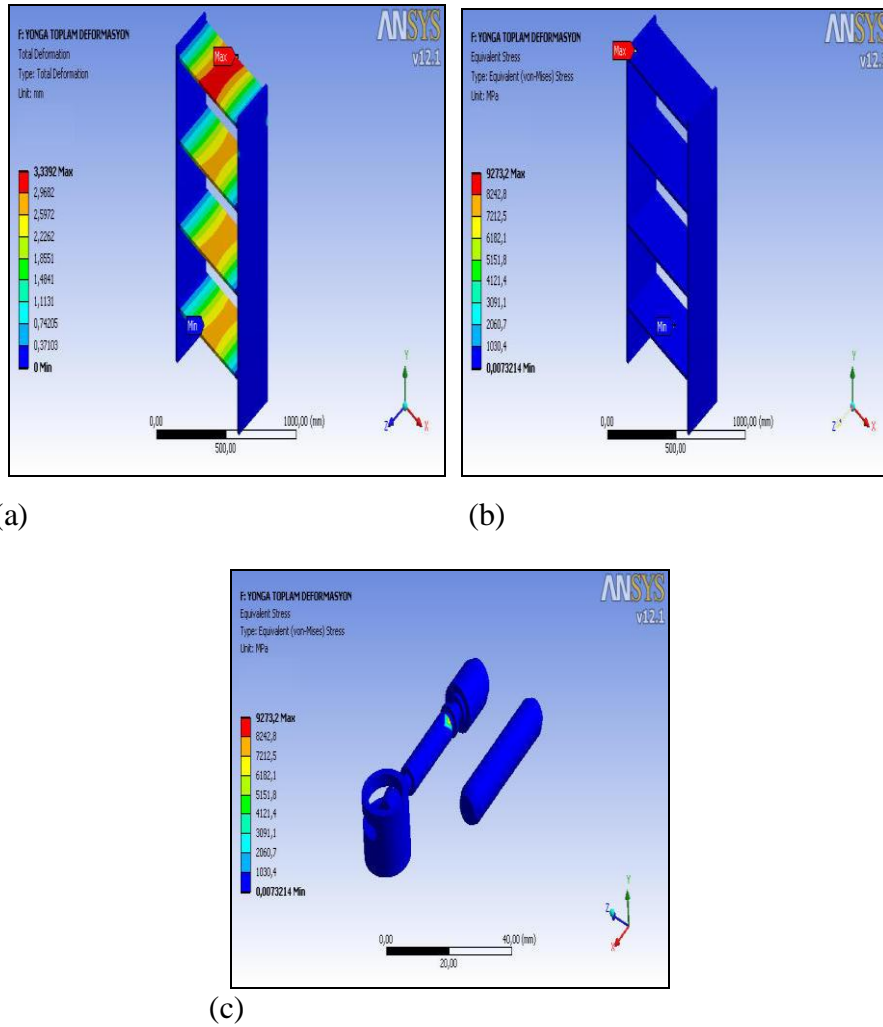 F: YONGA TOPLAM DEFORMASYON
Total Deformation
Type: Total Deformation
Unit: mm
ANSYS
v12.1
Max
3,3392 Max
2,9682
2,5972
2,2262
1,8551
1,4841
1,1131
0,74205
0,37103
0 Min
Min
Y
Z
X
0,00
1000,00 (mm)
500,00
F: YONGA TOPLAM DEFORMASYON
Equivalent Stress
Type: Equivalent (von-Mises) Stress
Unit: MPa
ANSYS
v12.1
Max
9273,2 Max
8242,8
7212,5
6182,1
5151,8
4121,4
3091,1
2060,7
1030,4
0,0073214 Min
Min
Y
Z
X
0,00
1000,00 (mm)
500,00
(a)
(b)
F: YONGA TOPLAM DEFORMASYON
Equivalent Stress
Type: Equivalent (von-Mises) Stress
Unit: MPa
ANSYS
v12.1
9273,2 Max
8242,8
7212,5
6182,1
5151,8
4121,4
3091,1
2060,7
1030,4
0,0073214 Min
Y
Z
X
0,00
40,00 (mm)
20,00
(c)